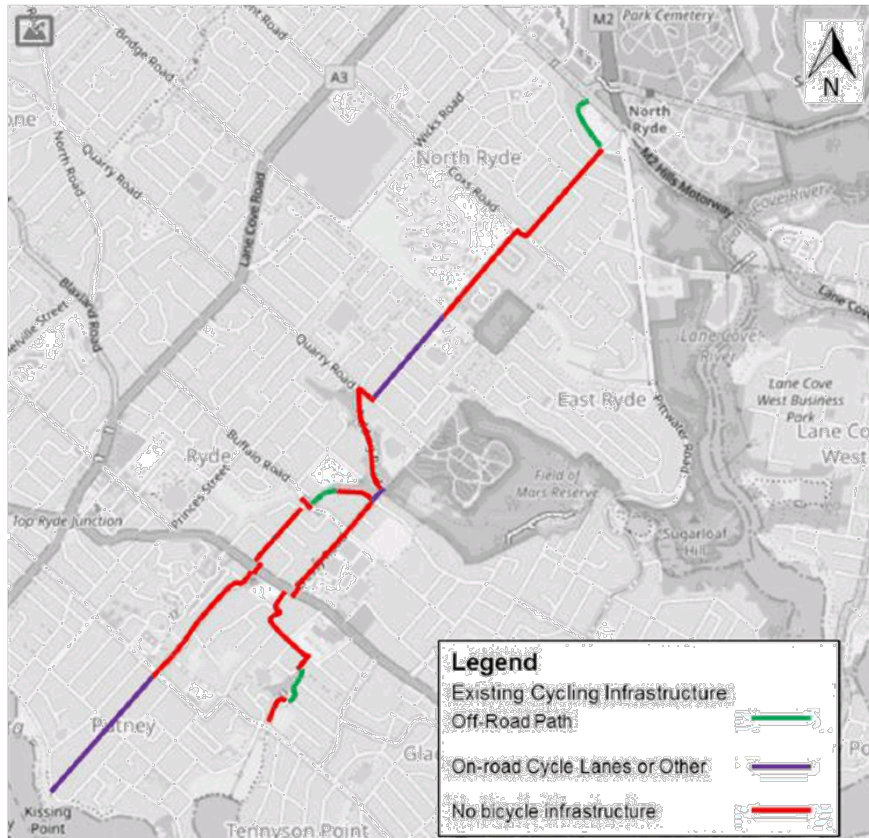 M2
Park Cemetery
N
A3
Bridge Road
North Road
Quarry Road
Wicks Road
North Ryde
North
Ryde
Coxs Road
M2 Hills Motorway
Lane Cove Road
Blaxland Road
Lane Cove
Lane Cove
River
Quarry Road
Lane Cove
West Business
Park
East Ryde
Pittwater Road
Lane Co
West
Buffalo Road
Ryde
Princes Street
Field of
Mars Reserve
Top Ryde Junction
Sugarloaf
Hill
Putney
Kissing
Point
Tennyson Point
Legend
Existing Cycling Infrastructure
Off-Road Path
On-road Cycle Lanes or Other
No bicycle infrastructure